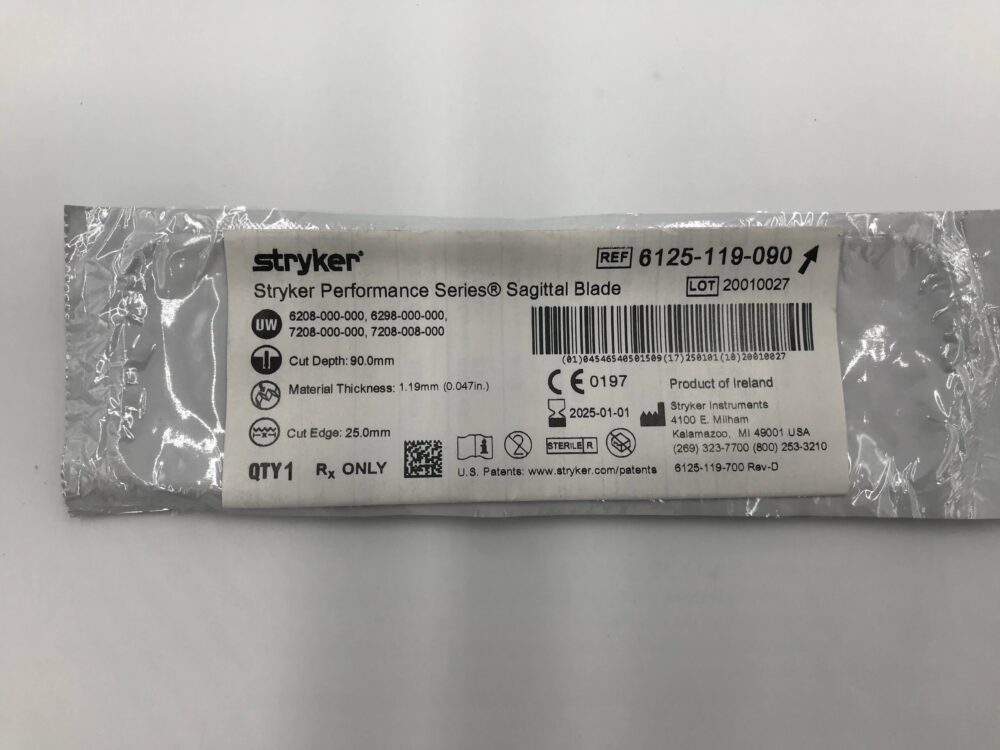 stryker®
Stryker Performance Series® Sagittal Blade
REF 6125-119-090
LOT 20010027
UW 6208-000-000, 6298-000-000,
7208-000-000, 7208-008-000
Cut Depth: 90.0mm
Material Thickness: 1.19mm (0.047in.)
Cut Edge: 25.0mm
QTY 1 Rx ONLY
(01)04546540501509(17)250101(10)20010027
CE 0197
2025-01-01
STERILE R
U.S. Patents: www.stryker.com/patents
Product of Ireland
Stryker Instruments
4100 E. Milham
Kalamazoo, MI 49001 USA
(269) 323-7700 (800) 253-3210
6125-119-700 Rev-D